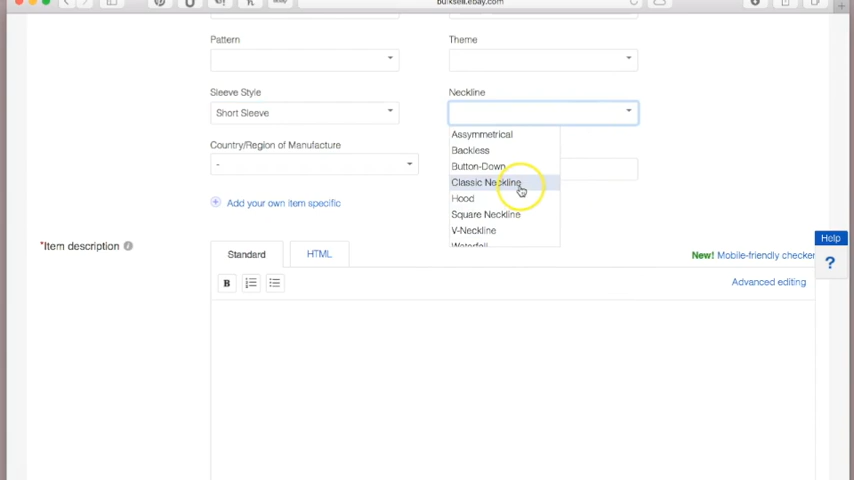 bulksell.ebay.com
Pattern
Theme
Sleeve Style
Neckline
Short Sleeve
Assymmetrical
Backless
Country/Region of Manufacture
Button-Down
-
Classic Neckline
Hood
Add your own item specific
Square Neckline
V-Neckline
Waterfall
Help
*Item description
Standard
HTML
New! Mobile-friendly checker
?
B
Advanced editing